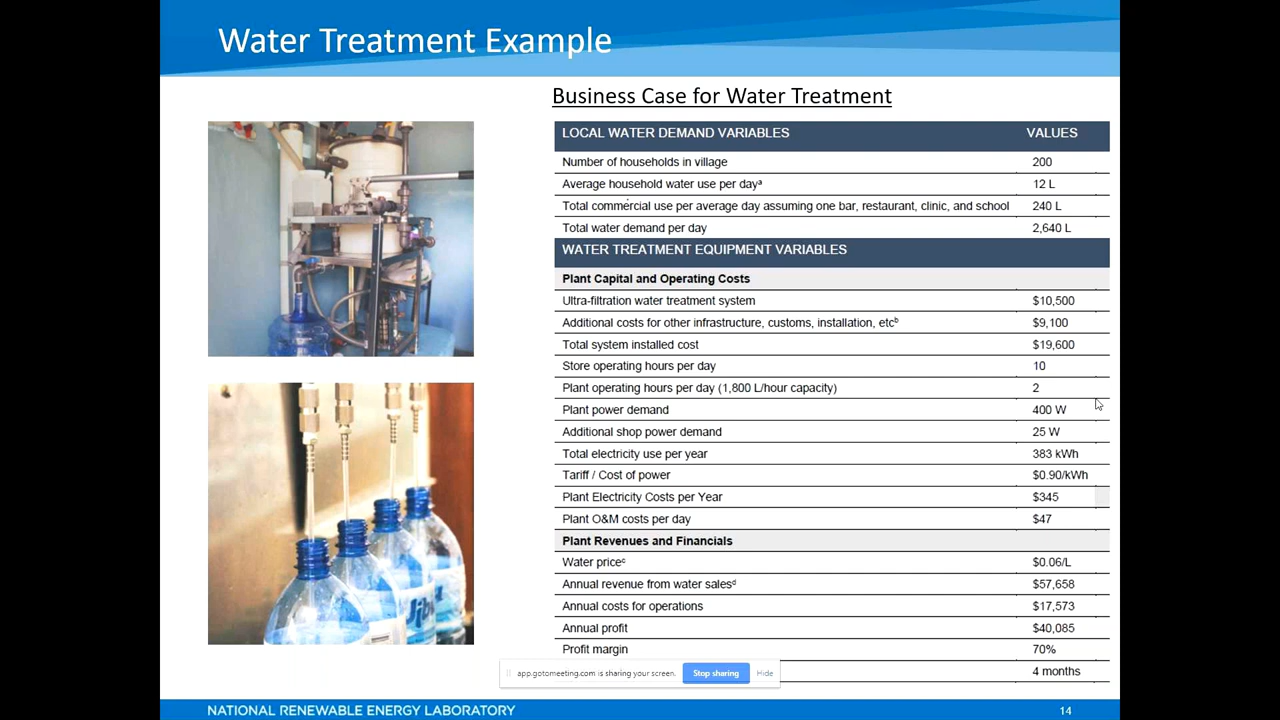 Water Treatment Example
Business Case for Water Treatment
LOCAL WATER DEMAND VARIABLES VALUES
Number of households in village 200
Average household water use per dayᵃ 12 L
Total commercial use per average day assuming one bar, restaurant, clinic, and school 240 L
Total water demand per day 2,640 L
WATER TREATMENT EQUIPMENT VARIABLES
Plant Capital and Operating Costs
Ultra-filtration water treatment system $10,500
Additional costs for other infrastructure, customs, installation, etcᵇ $9,100
Total system installed cost $19,600
Store operating hours per day 10
Plant operating hours per day (1,800 L/hour capacity) 2
Plant power demand 400 W
Additional shop power demand 25 W
Total electricity use per year 383 kWh
Tariff / Cost of power $0.90/kWh
Plant Electricity Costs per Year $345
Plant O&M costs per day $47
Plant Revenues and Financials
Water priceᶜ $0.06/L
Annual revenue from water salesᵈ $57,658
Annual costs for operations $17,573
Annual profit $40,085
Profit margin 70%
4 months
app.gotomeeting.com is sharing your screen. Stop sharing Hide
NATIONAL RENEWABLE ENERGY LABORATORY 14